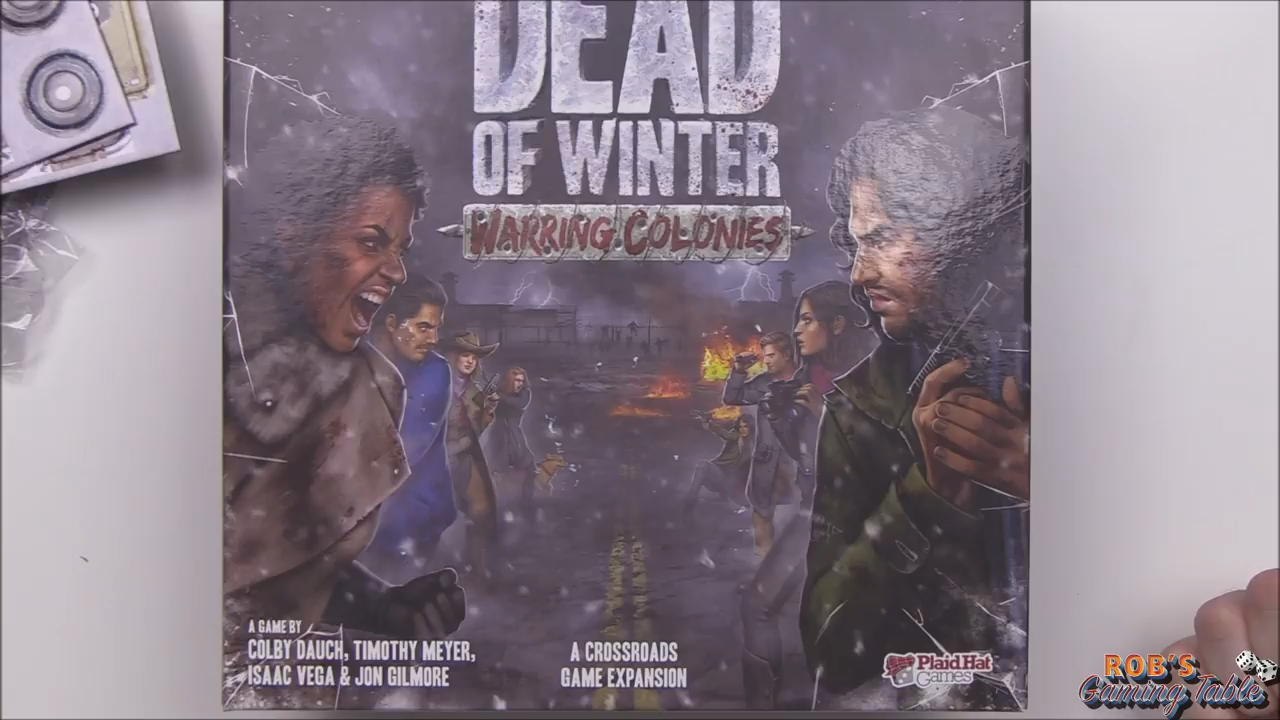 DEAD
OF WINTER
WARRING COLONIES
A GAME BY
COLBY DAUCH, TIMOTHY MEYER,
ISAAC VEGA & JON GILMORE
A CROSSROADS
GAME EXPANSION
Plaid Hat
Games
ROB'S
Gaming Table